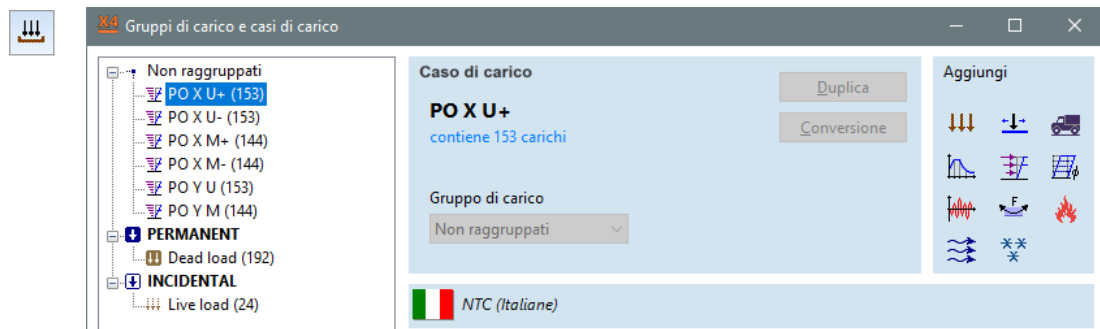 X4 Gruppi di carico e casi di carico
Non raggruppati
PO X U+ (153)
PO X U- (153)
PO X M+ (144)
PO X M- (144)
PO Y U (153)
PO Y M (144)
PERMANENT
Dead load (192)
INCIDENTAL
Live load (24)
Caso di carico
PO X U+
contiene 153 carichi
Duplica
Conversione
Gruppo di carico
Non raggruppati
NTC (Italiane)
Aggiungi
F